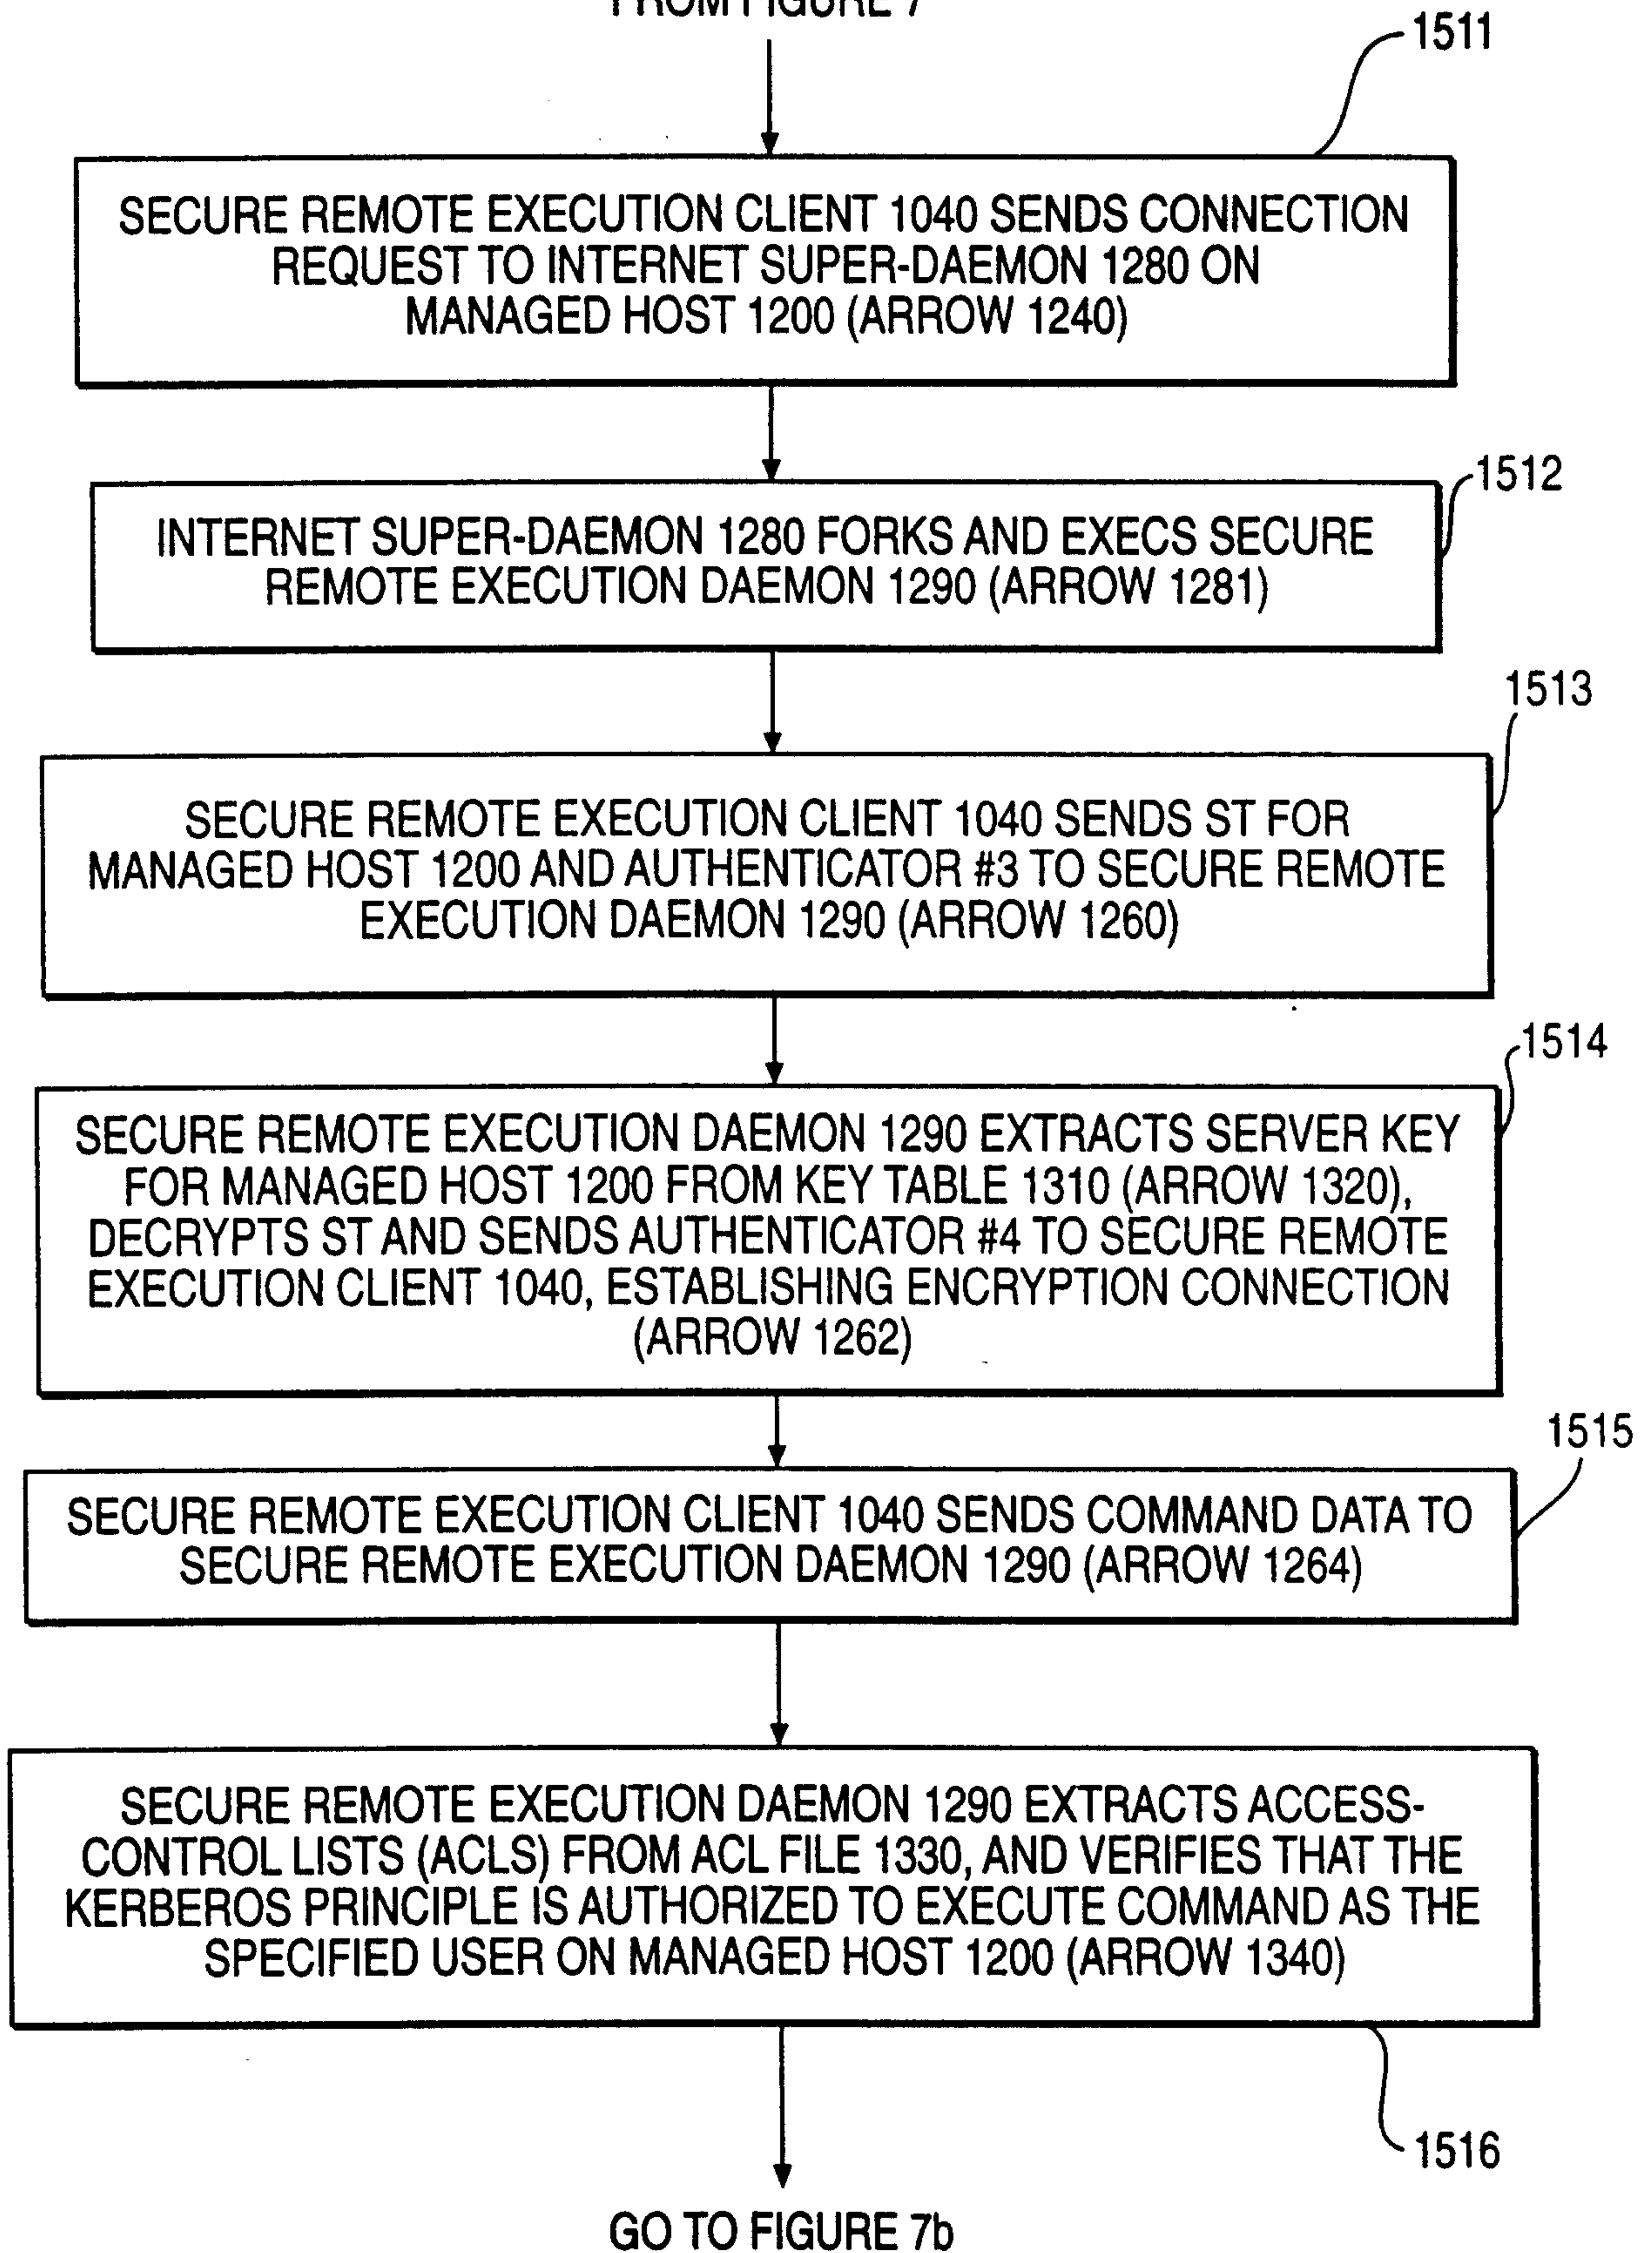 FROM FIGURE 7
1511
SECURE REMOTE EXECUTION CLIENT 1040 SENDS CONNECTION
REQUEST TO INTERNET SUPER-DAEMON 1280 ON
MANAGED HOST 1200 (ARROW 1240)
1512
INTERNET SUPER-DAEMON 1280 FORKS AND EXECS SECURE
REMOTE EXECUTION DAEMON 1290 (ARROW 1281)
1513
SECURE REMOTE EXECUTION CLIENT 1040 SENDS ST FOR
MANAGED HOST 1200 AND AUTHENTICATOR #3 TO SECURE REMOTE
EXECUTION DAEMON 1290 (ARROW 1260)
1514
SECURE REMOTE EXECUTION DAEMON 1290 EXTRACTS SERVER KEY
FOR MANAGED HOST 1200 FROM KEY TABLE 1310 (ARROW 1320),
DECRYPTS ST AND SENDS AUTHENTICATOR #4 TO SECURE REMOTE
EXECUTION CLIENT 1040, ESTABLISHING ENCRYPTION CONNECTION
(ARROW 1262)
1515
SECURE REMOTE EXECUTION CLIENT 1040 SENDS COMMAND DATA TO
SECURE REMOTE EXECUTION DAEMON 1290 (ARROW 1264)
SECURE REMOTE EXECUTION DAEMON 1290 EXTRACTS ACCESS-
CONTROL LISTS (ACLS) FROM ACL FILE 1330, AND VERIFIES THAT THE
KERBEROS PRINCIPLE IS AUTHORIZED TO EXECUTE COMMAND AS THE
SPECIFIED USER ON MANAGED HOST 1200 (ARROW 1340)
1516
GO TO FIGURE 7b